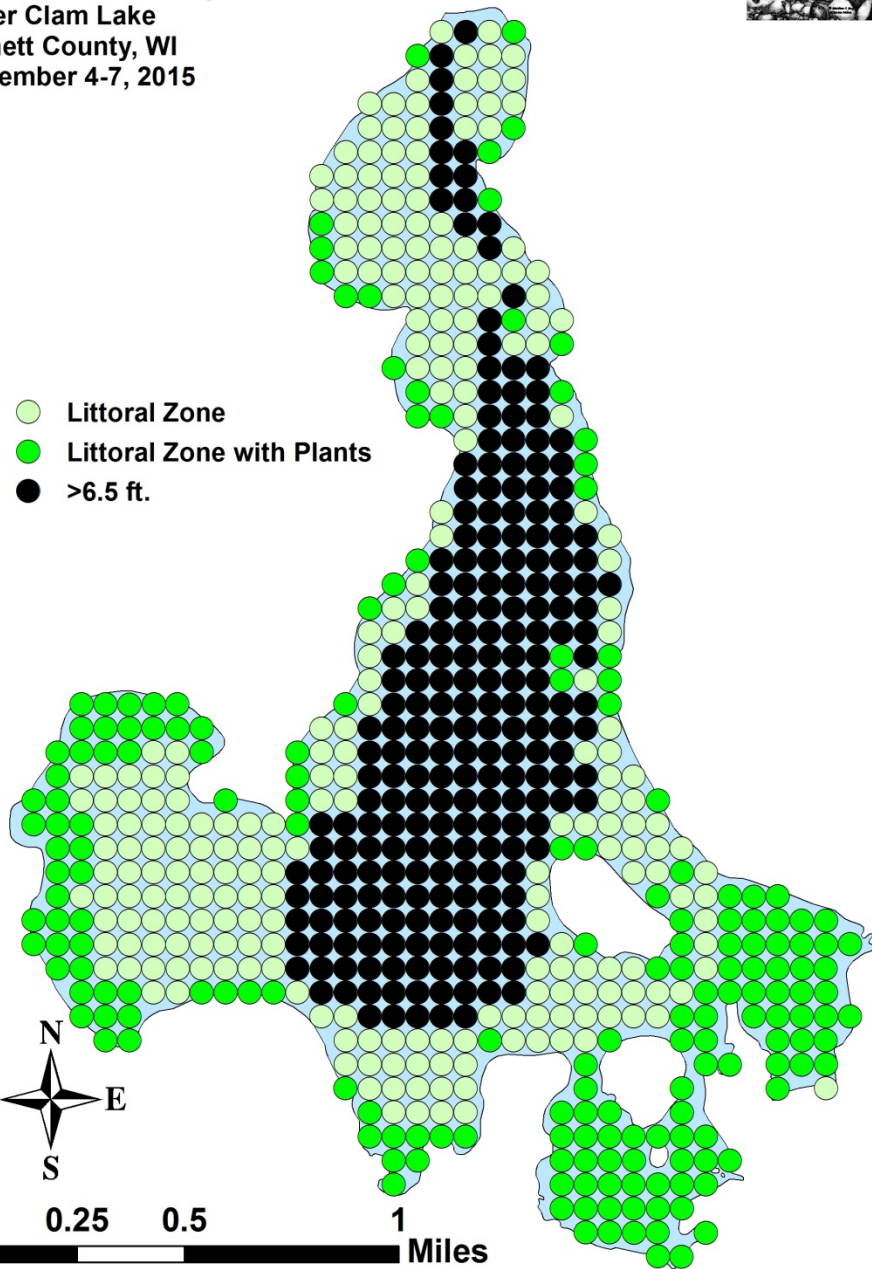 er Clam Lake
nett County, WI
ember 4-7, 2015
Littoral Zone
Littoral Zone with Plants
>6.5 ft.
N
E
S
0.25 0.5 1
Miles